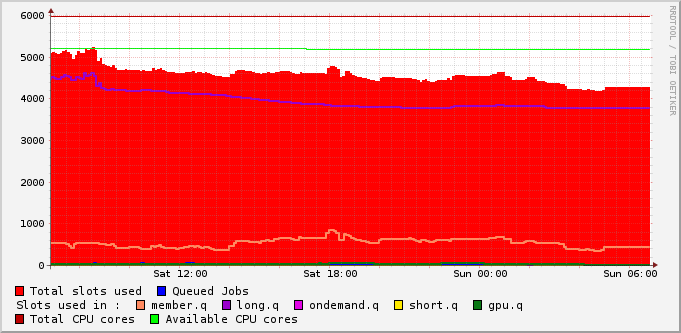 RRDTOOL / TOBI OETIKER
6000
5000
4000
3000
2000
1000
0
Sat 12:00 Sat 18:00 Sun 00:00 Sun 06:00
Total slots used Queued Jobs
Slots used in : member.q long.q ondemand.q short.q gpu.q
Total CPU cores Available CPU cores